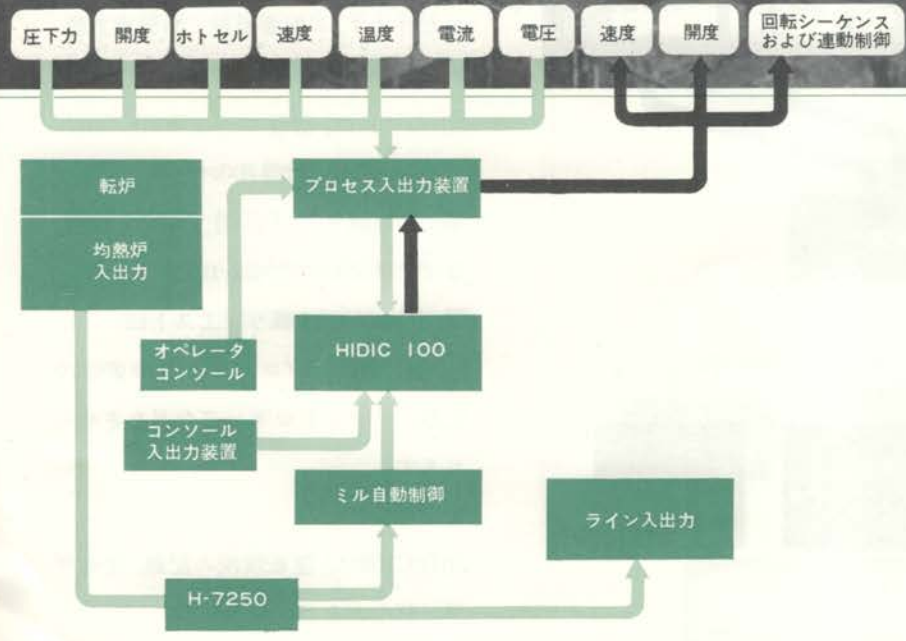 圧下力
開度
ホトセル
速度
温度
電流
電圧
速度
開度
回転シーケンス
および連動制御
転炉
プロセス入出力装置
均熱炉
入出力
オペレータ
コンソール
HIDIC 100
コンソール
入出力装置
ミル自動制御
ライン入出力
H-7250